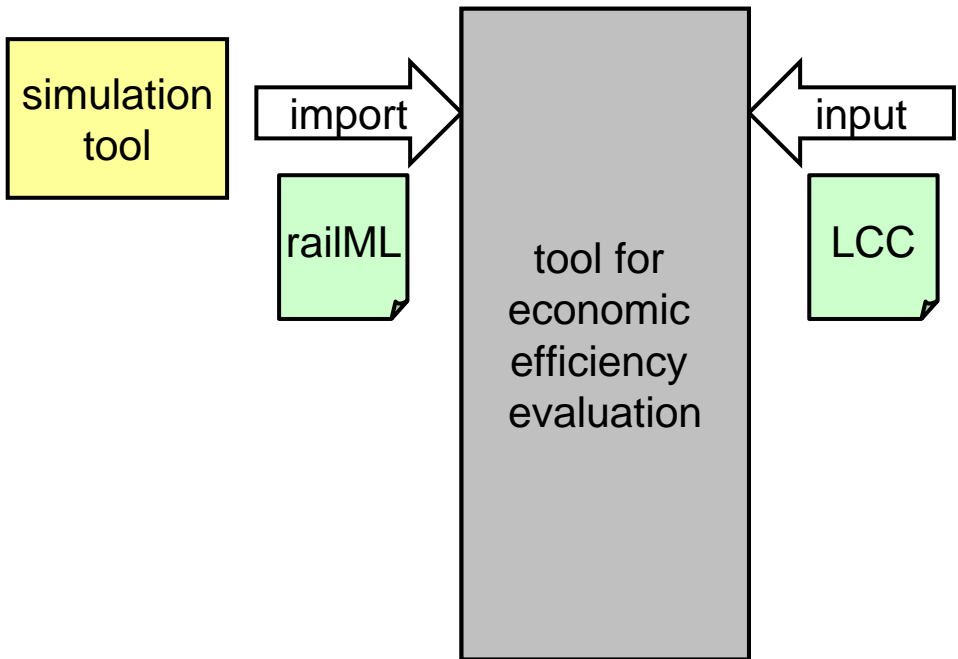 simulation
tool
import
railML
tool for
economic
efficiency
evaluation
input
LCC